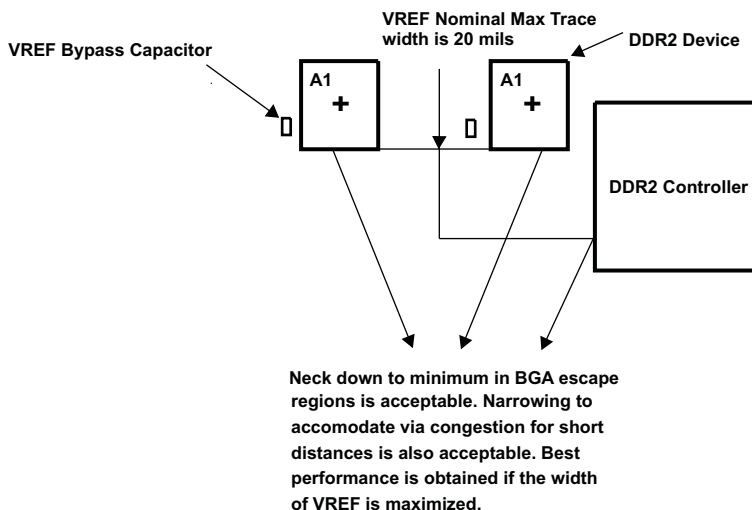 VREF Nominal Max Trace
width is 20 mils
VREF Bypass Capacitor
DDR2 Device
A1
+
A1
+
DDR2 Controller
Neck down to minimum in BGA escape
regions is acceptable. Narrowing to
accomodate via congestion for short
distances is also acceptable. Best
performance is obtained if the width
of VREF is maximized.